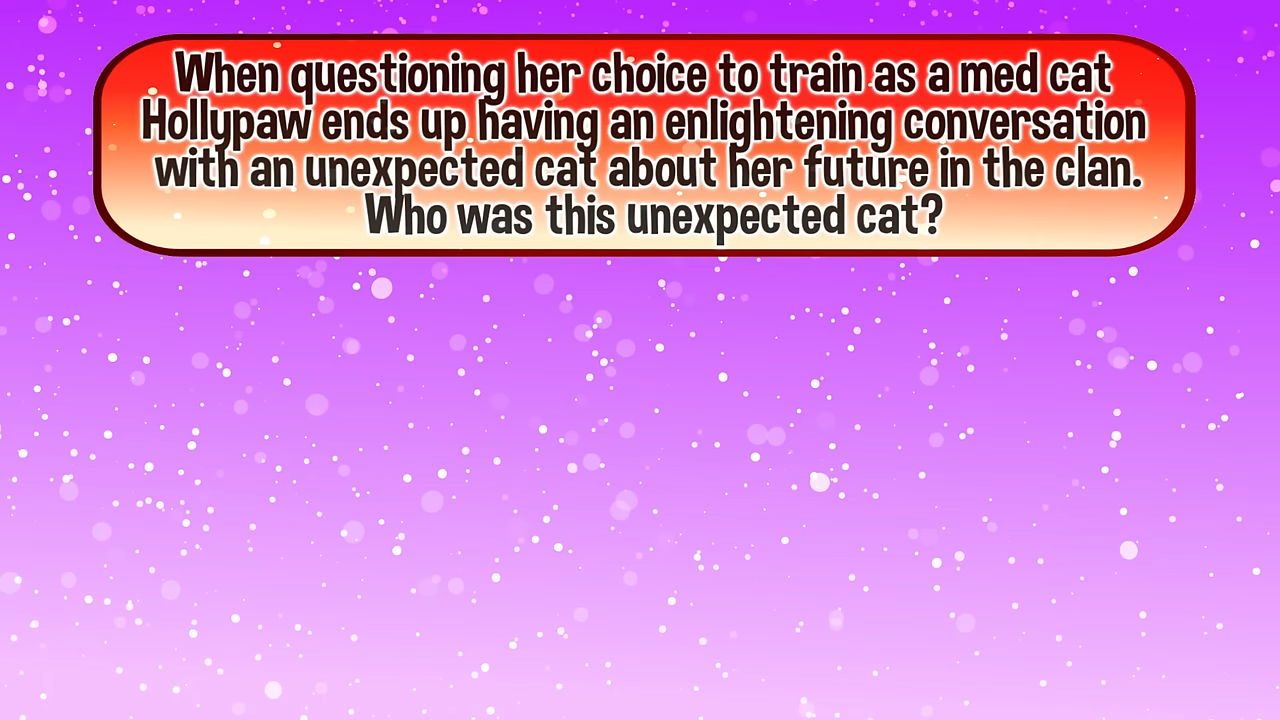 When questioning her choice to train as a med cat
Hollypaw ends up having an enlightening conversation
with an unexpected cat about her future in the clan.
Who was this unexpected cat?